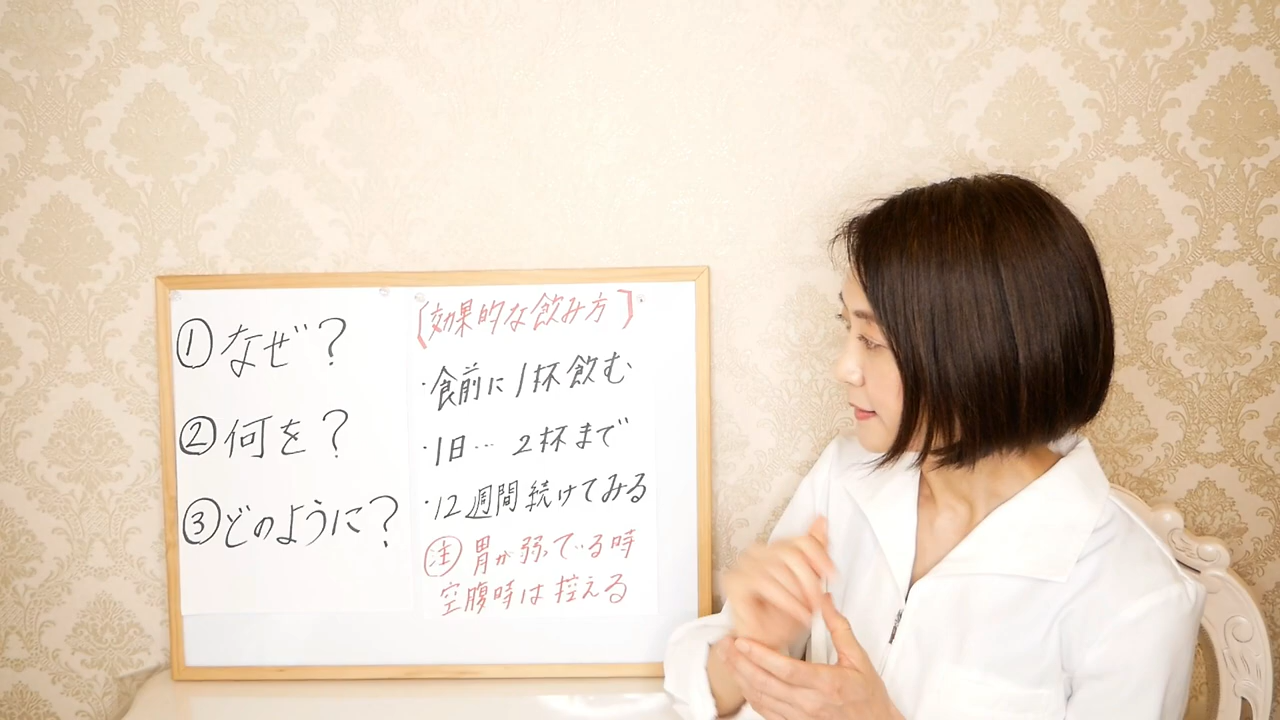 ①なぜ?
②何を?
③どのように?
[効果的な飲み方]
・食前に1杯飲む
・1日… 2杯まで
・12週間続けてみる
㊟胃が弱っている時
空腹時は控える